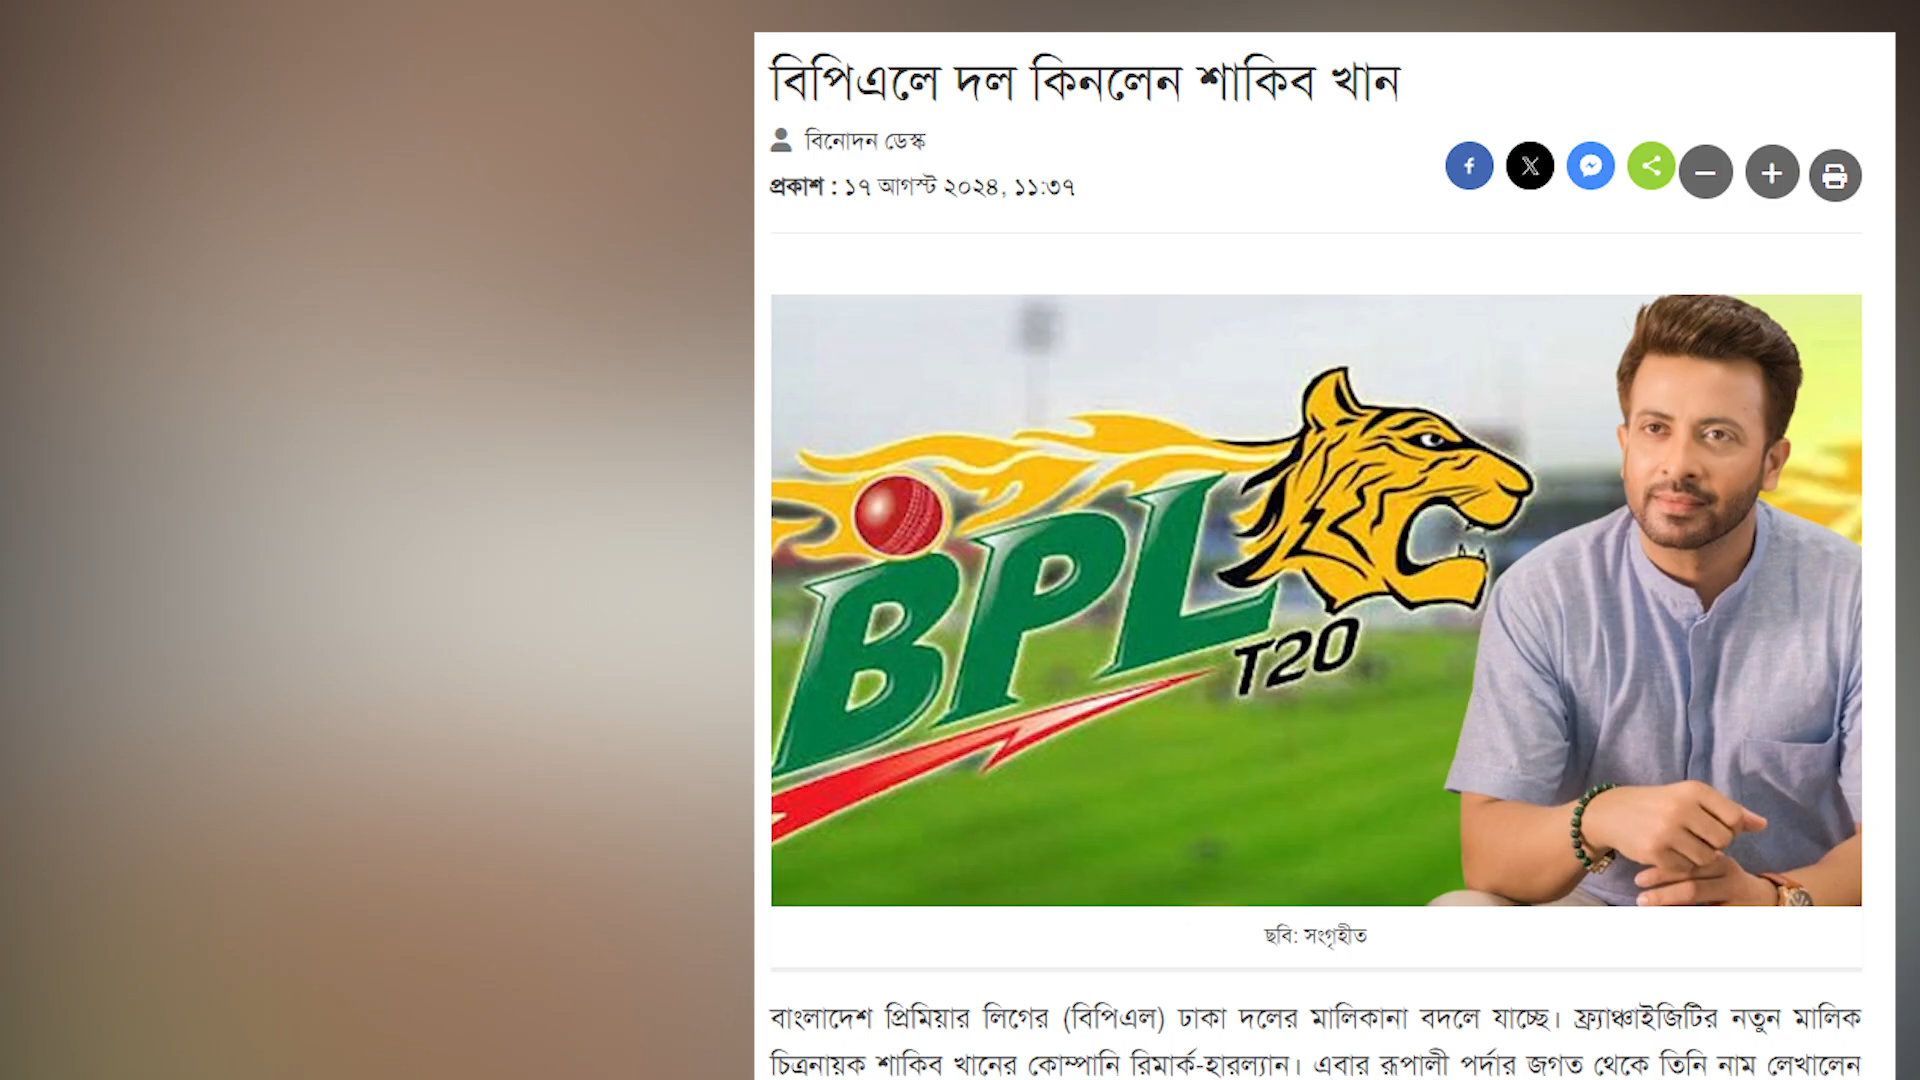 বিপিএলে দল কিনলেন শাকিব খান
বিনোদন ডেস্ক
প্রকাশ : ১৭ আগস্ট ২০২৪, ১১:৩৭
BPL
T20
ছবি: সংগৃহীত
বাংলাদেশ প্রিমিয়ার লিগের (বিপিএল) ঢাকা দলের মালিকানা বদলে যাচ্ছে। ফ্র্যাঞ্চাইজিটির নতুন মালিক
চিত্রনায়ক শাকিব খানের কোম্পানি রিমার্ক-হারল্যান। এবার রূপালী পর্দার জগত থেকে তিনি নাম লেখালেন